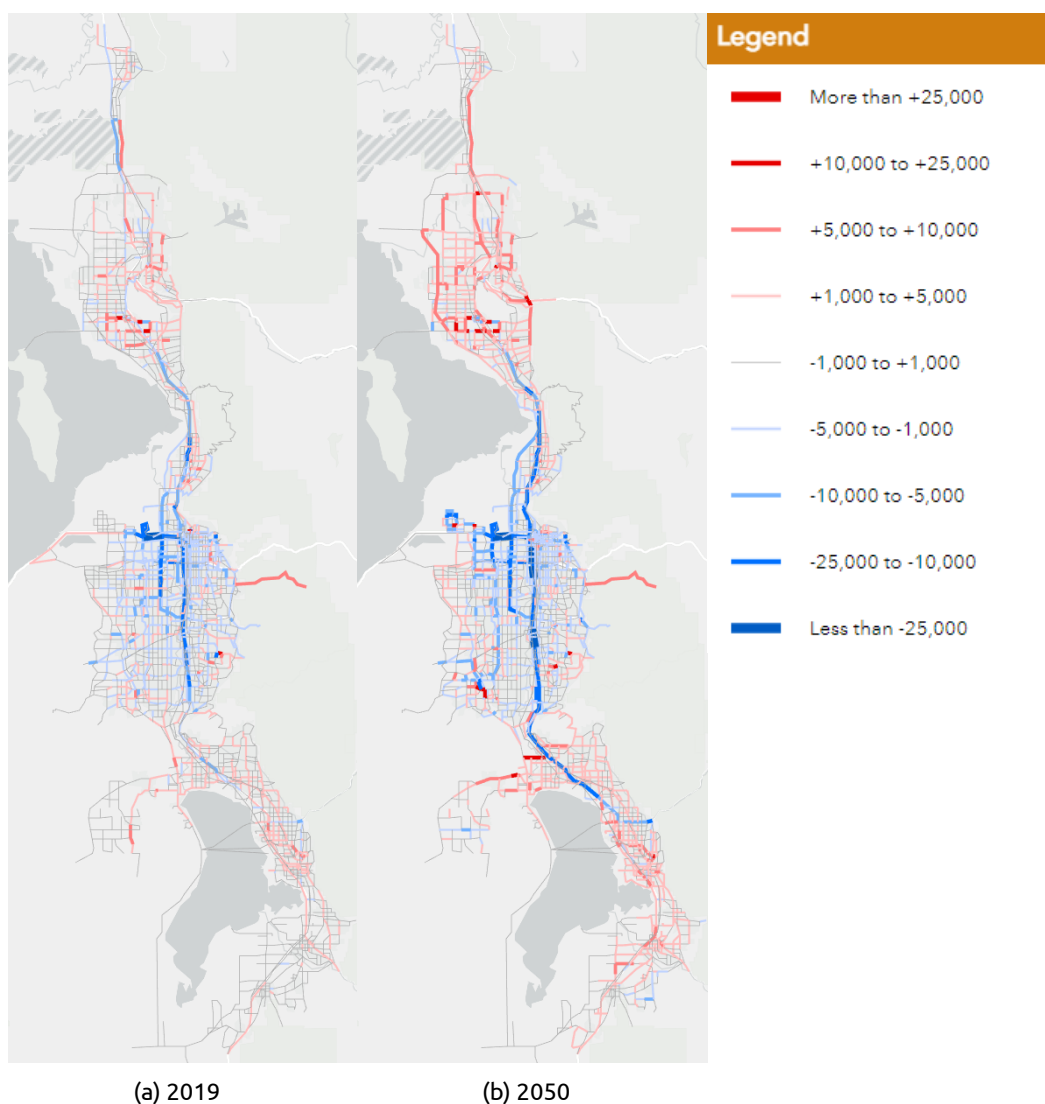 Legend
More than +25,000
+10,000 to +25,000
+5,000 to +10,000
+1,000 to +5,000
-1,000 to +1,000
-5,000 to -1,000
-10,000 to -5,000
-25,000 to -10,000
Less than -25,000
(a) 2019
(b) 2050